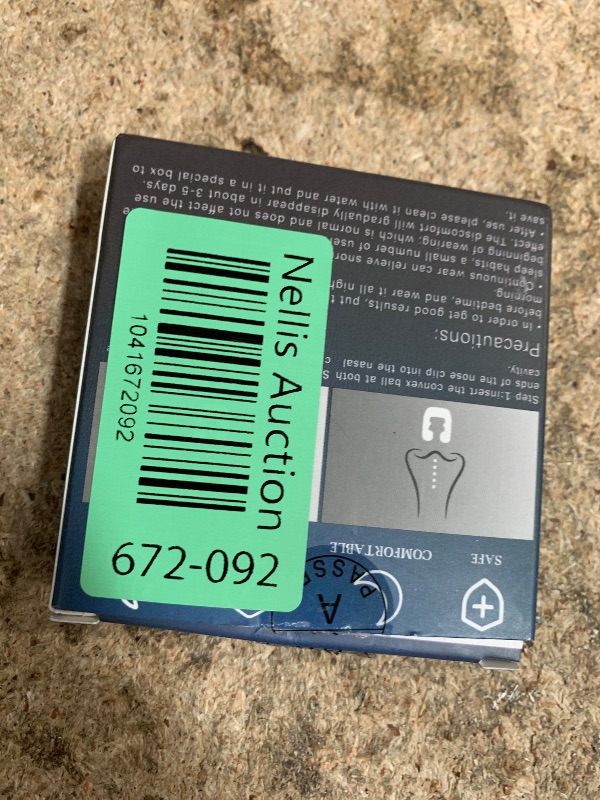 Nellis Auction
1041672092
672-092
SAFE
COMFORTABLE
PASS
A
Step 1:insert the convex ball at both
ends of the nose clip into the nasal
cavity.
Precautions:
• In order to get good results, put
before bedtime, and wear it all
morning.
• Continuous wear can relieve
sleep habits, a small number of
beginning of wearing, which is normal and does not affect the use
effect. The discomfort will gradually disappear in about 3-5 days.
• After use, please clean it with water and put it in a special box to
save it.